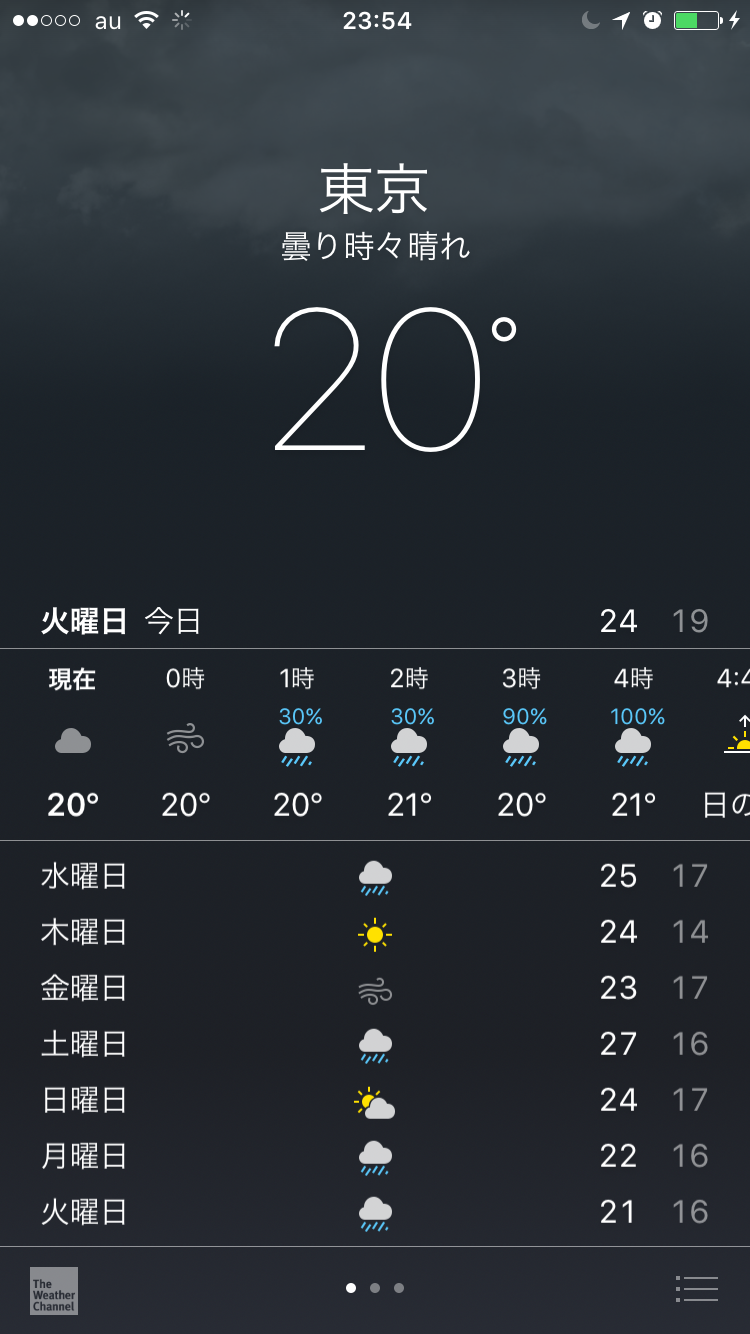 au 23:54
東京
曇り時々晴れ
20°
火曜日 今日 24 19
現在 0時 1時 2時 3時 4時 4:4
30% 30% 90% 100%
20° 20° 20° 21° 20° 21° 日の
水曜日 25 17
木曜日 24 14
金曜日 23 17
土曜日 27 16
日曜日 24 17
月曜日 22 16
火曜日 21 16
The
Weather
Channel